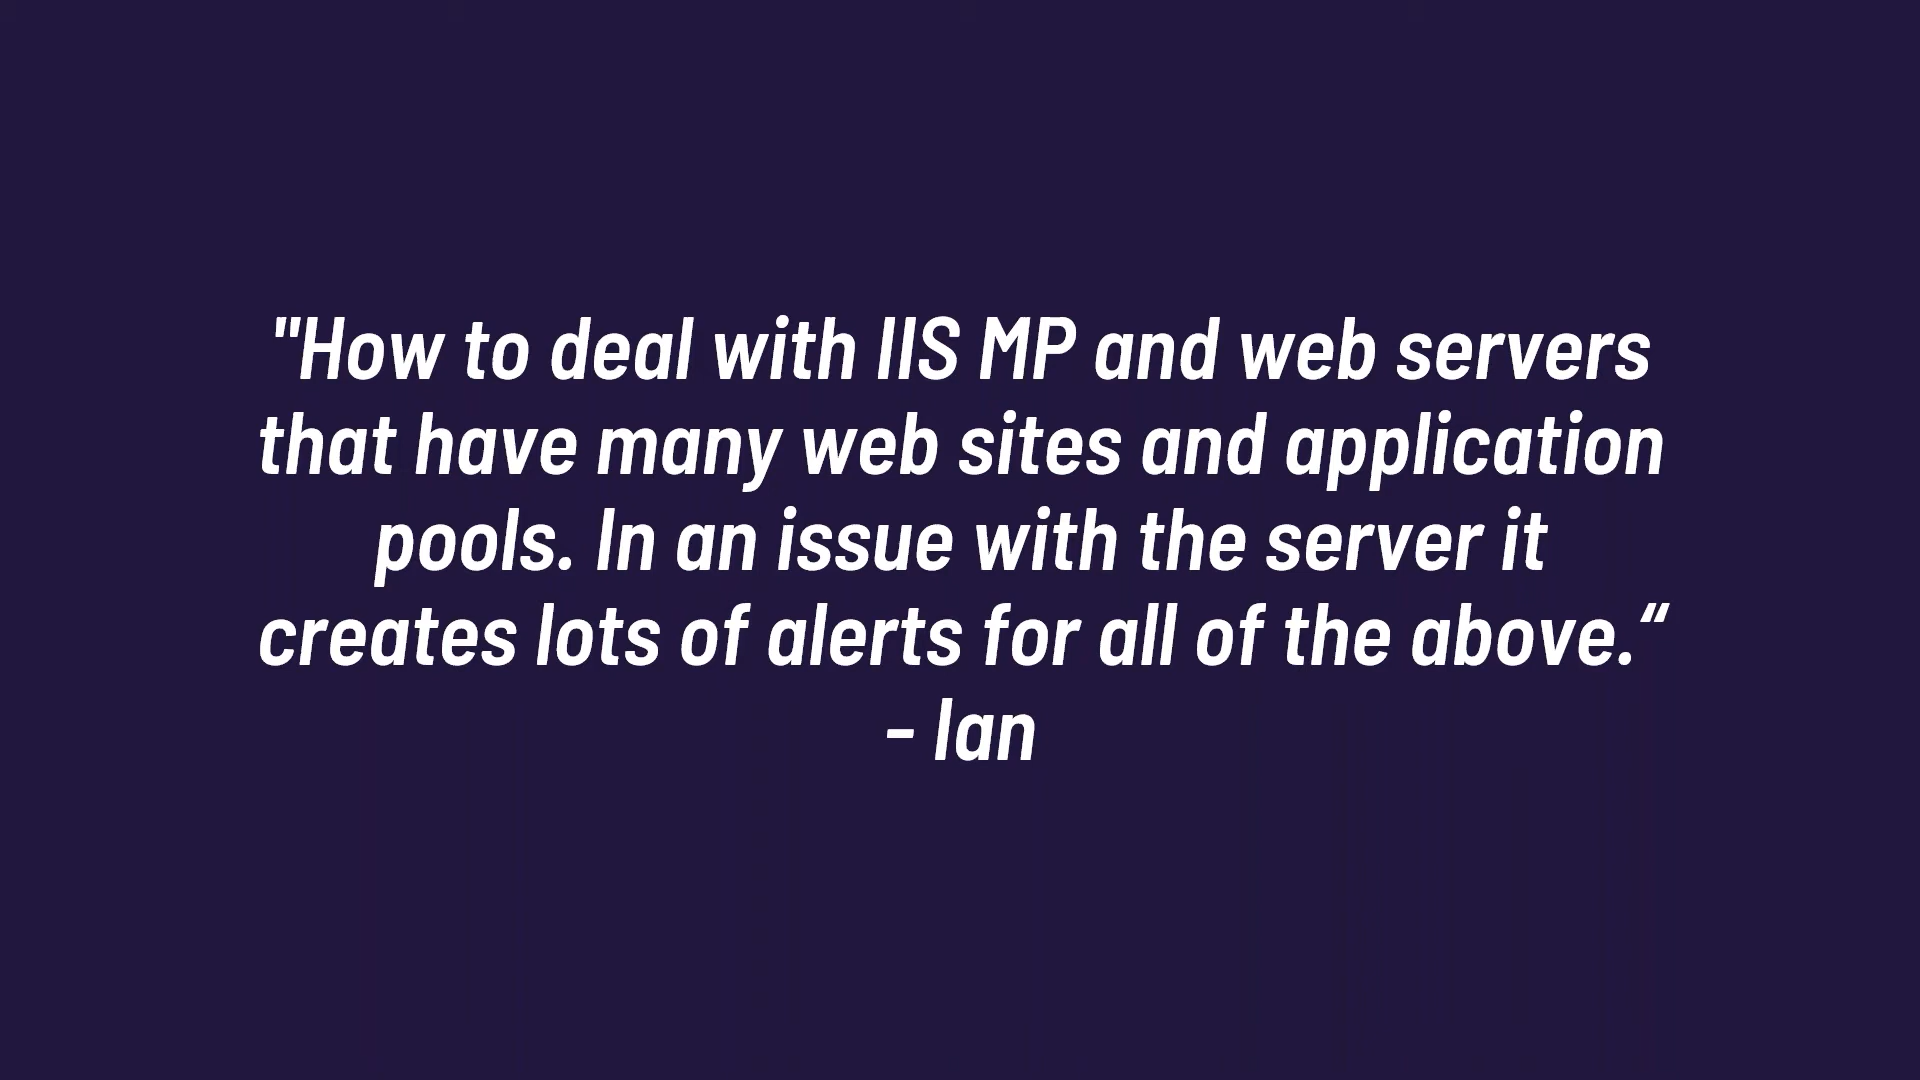 "How to deal with IIS MP and web servers
that have many web sites and application
pools. In an issue with the server it
creates lots of alerts for all of the above.“
- Ian